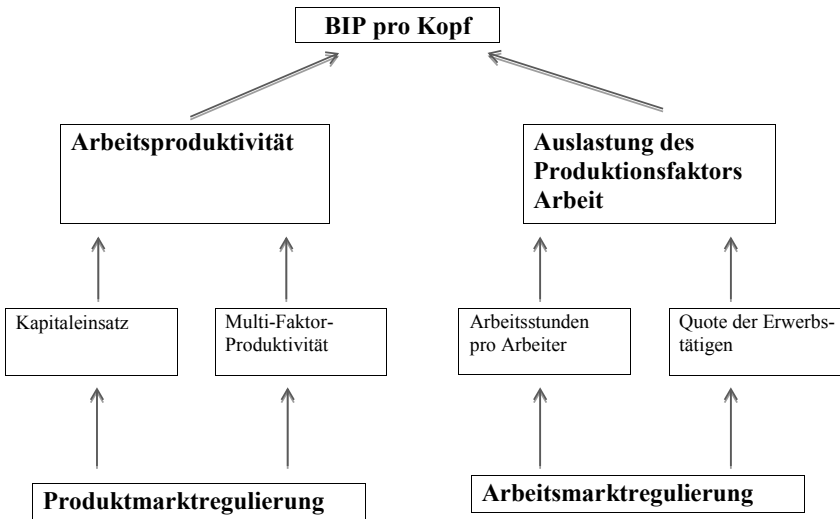 BIP pro Kopf
Arbeitsproduktivität
Auslastung des
Produktionsfaktors
Arbeit
Kapitaleinsatz
Multi-Faktor-
Produktivität
Arbeitsstunden
pro Arbeiter
Quote der Erwerbs-
tätigen
Produktmarktregulierung
Arbeitsmarktregulierung